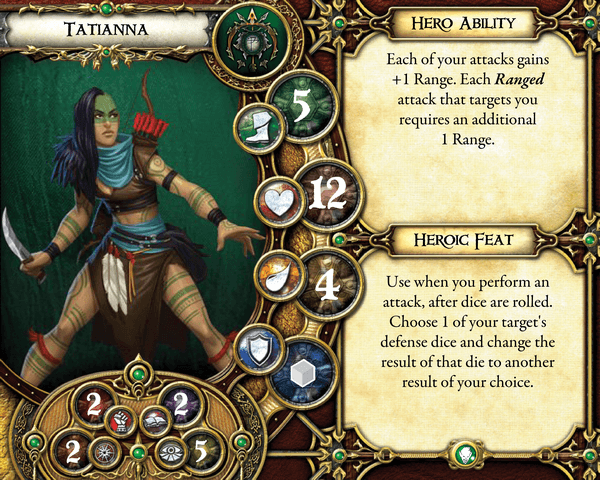 Tatianna
5
12
4
2
2
2
5
Hero Ability
Each of your attacks gains
+1 Range. Each Ranged
attack that targets you
requires an additional
1 Range.
Heroic Feat
Use when you perform an
attack, after dice are rolled.
Choose 1 of your target's
defense dice and change the
result of that die to another
result of your choice.